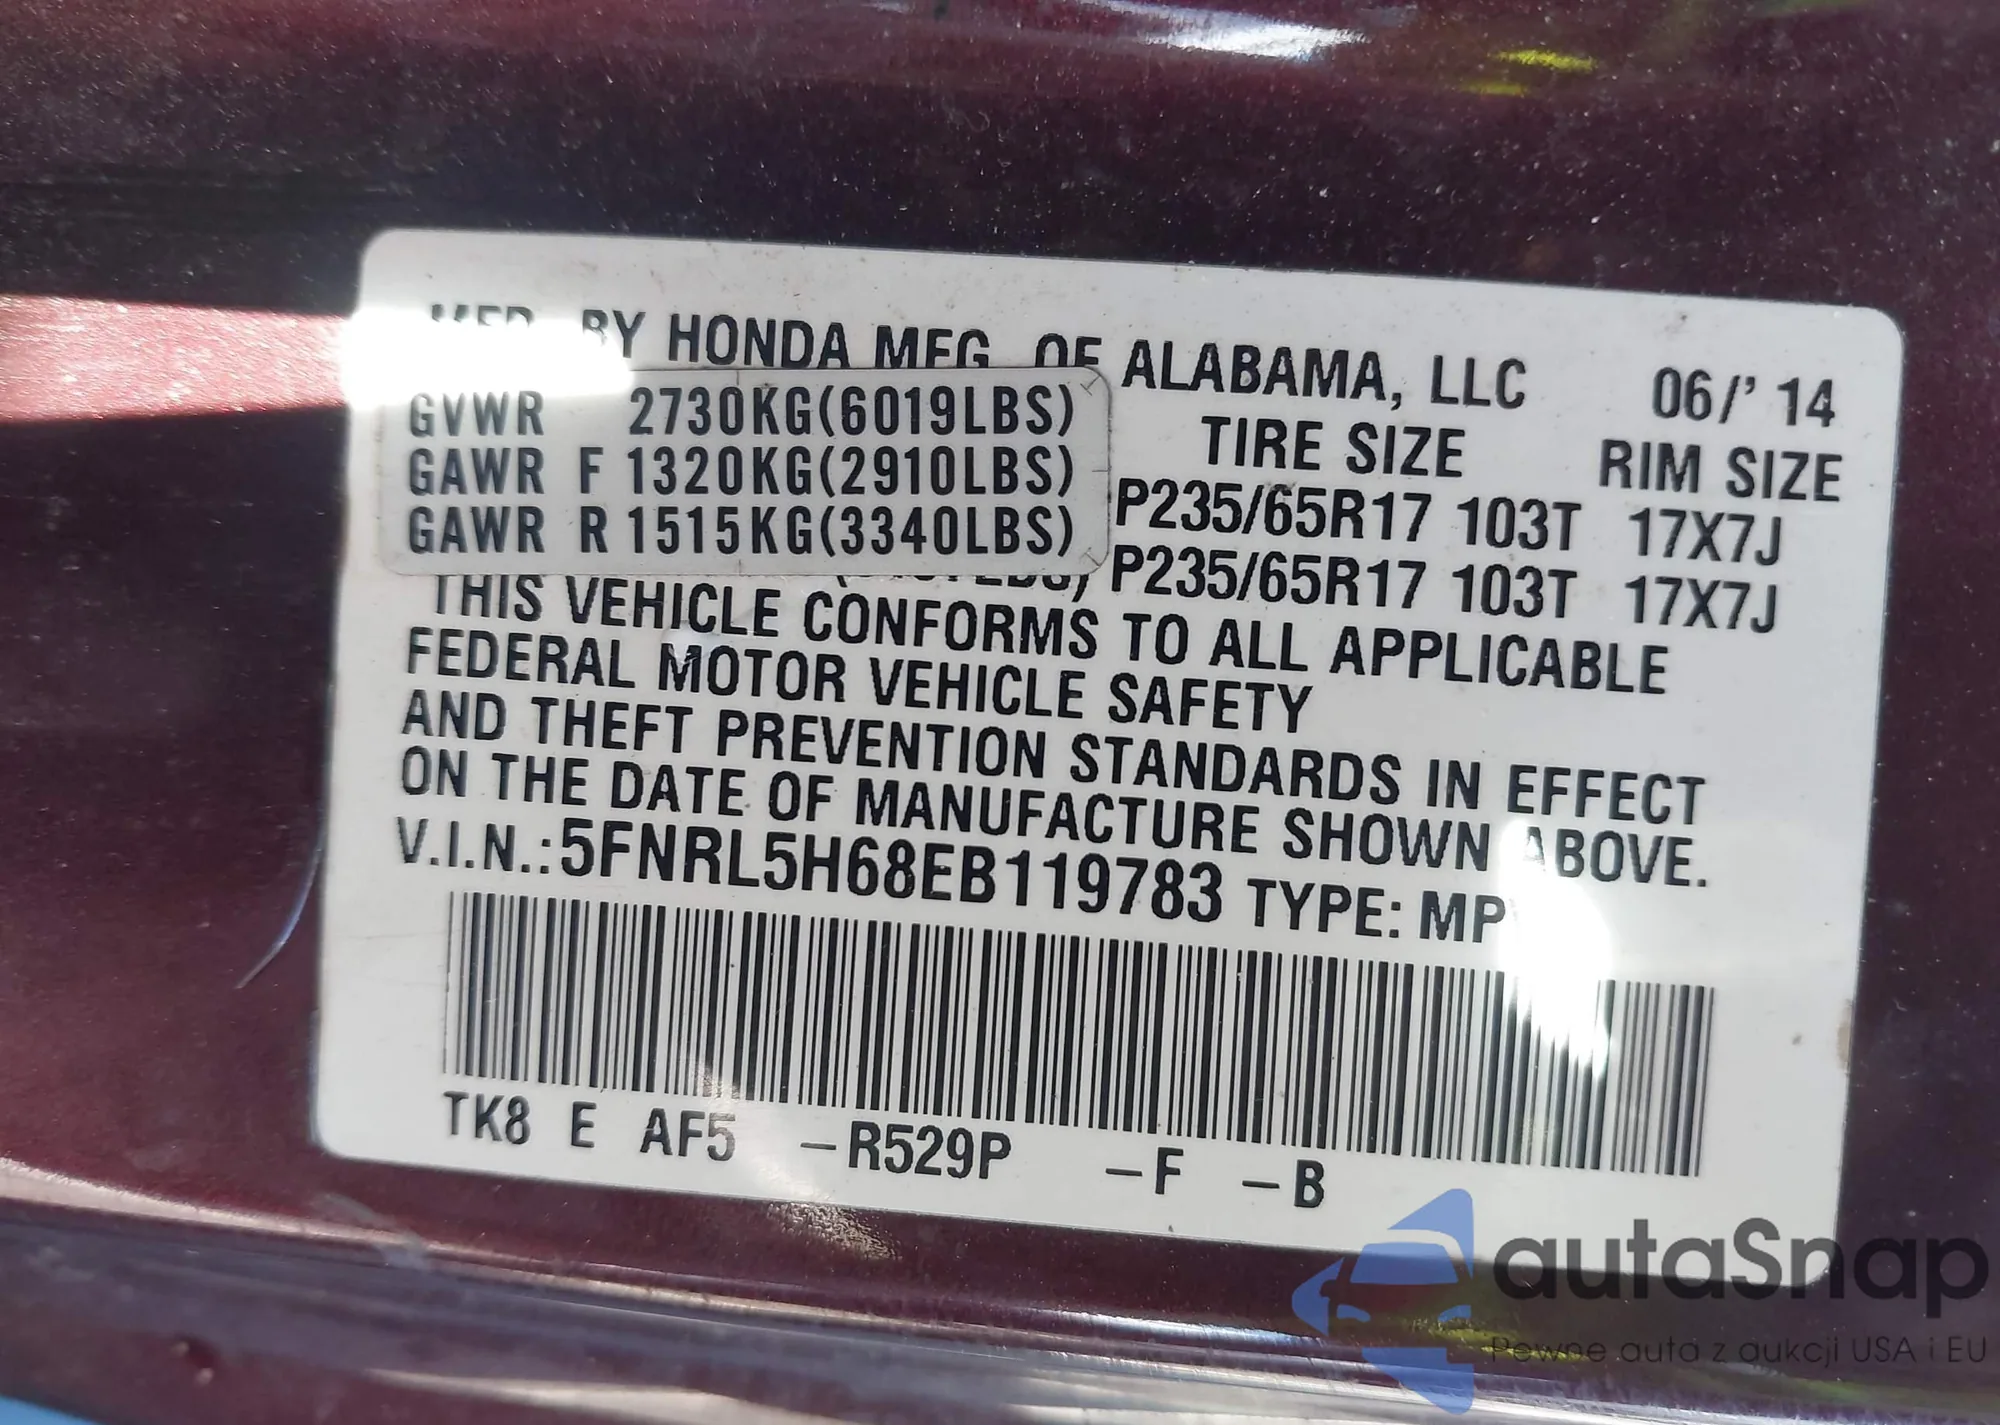 MFD. BY HONDA MFG. OF ALABAMA, LLC 06/' 14
TIRE SIZE RIM SIZE
GVWR 2730KG(6019LBS)
GAWR F 1320KG(2910LBS) P235/65R17 103T 17X7J
GAWR R 1515KG(3340LBS) P235/65R17 103T 17X7J
THIS VEHICLE CONFORMS TO ALL APPLICABLE
FEDERAL MOTOR VEHICLE SAFETY
AND THEFT PREVENTION STANDARDS IN EFFECT
ON THE DATE OF MANUFACTURE SHOWN ABOVE.
V.I.N.:5FNRL5H68EB119783 TYPE: MP
TK8 E AF5 -R529P -F -B
autaSnap
Pewne auta z aukcji USA i EU